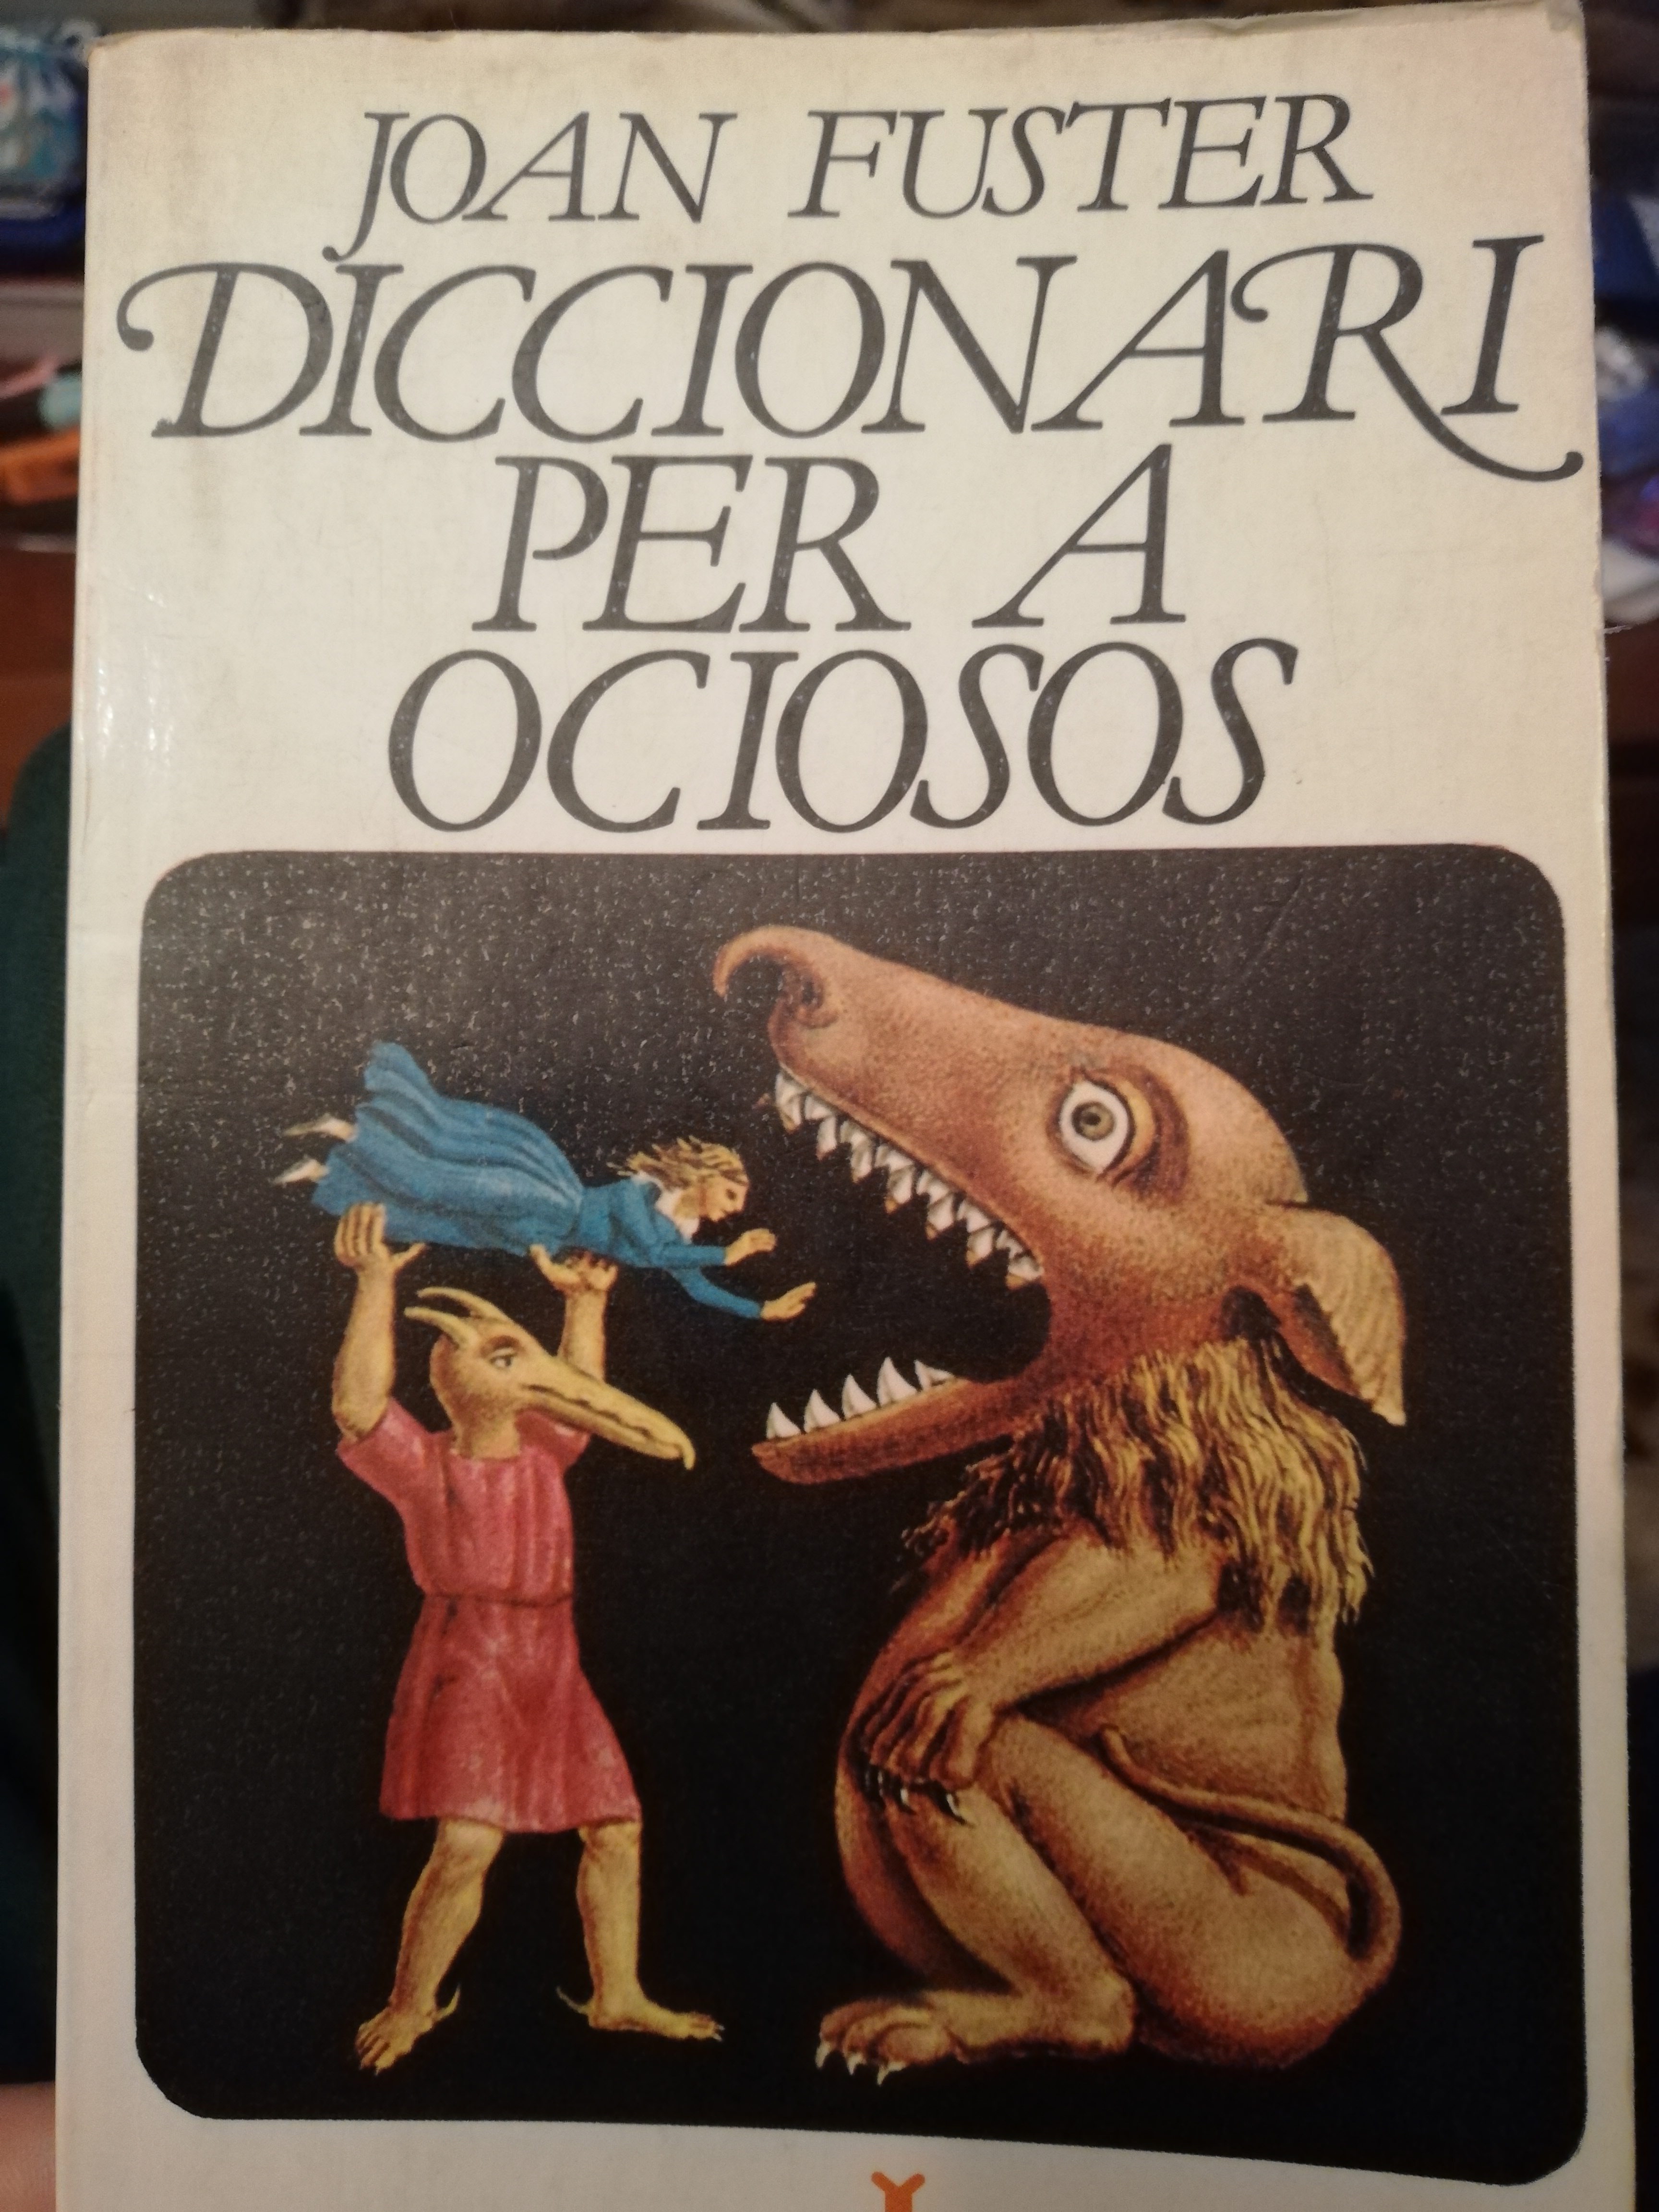 JOAN FUSTER
DICCIONARI
PER A
OCIOSOS